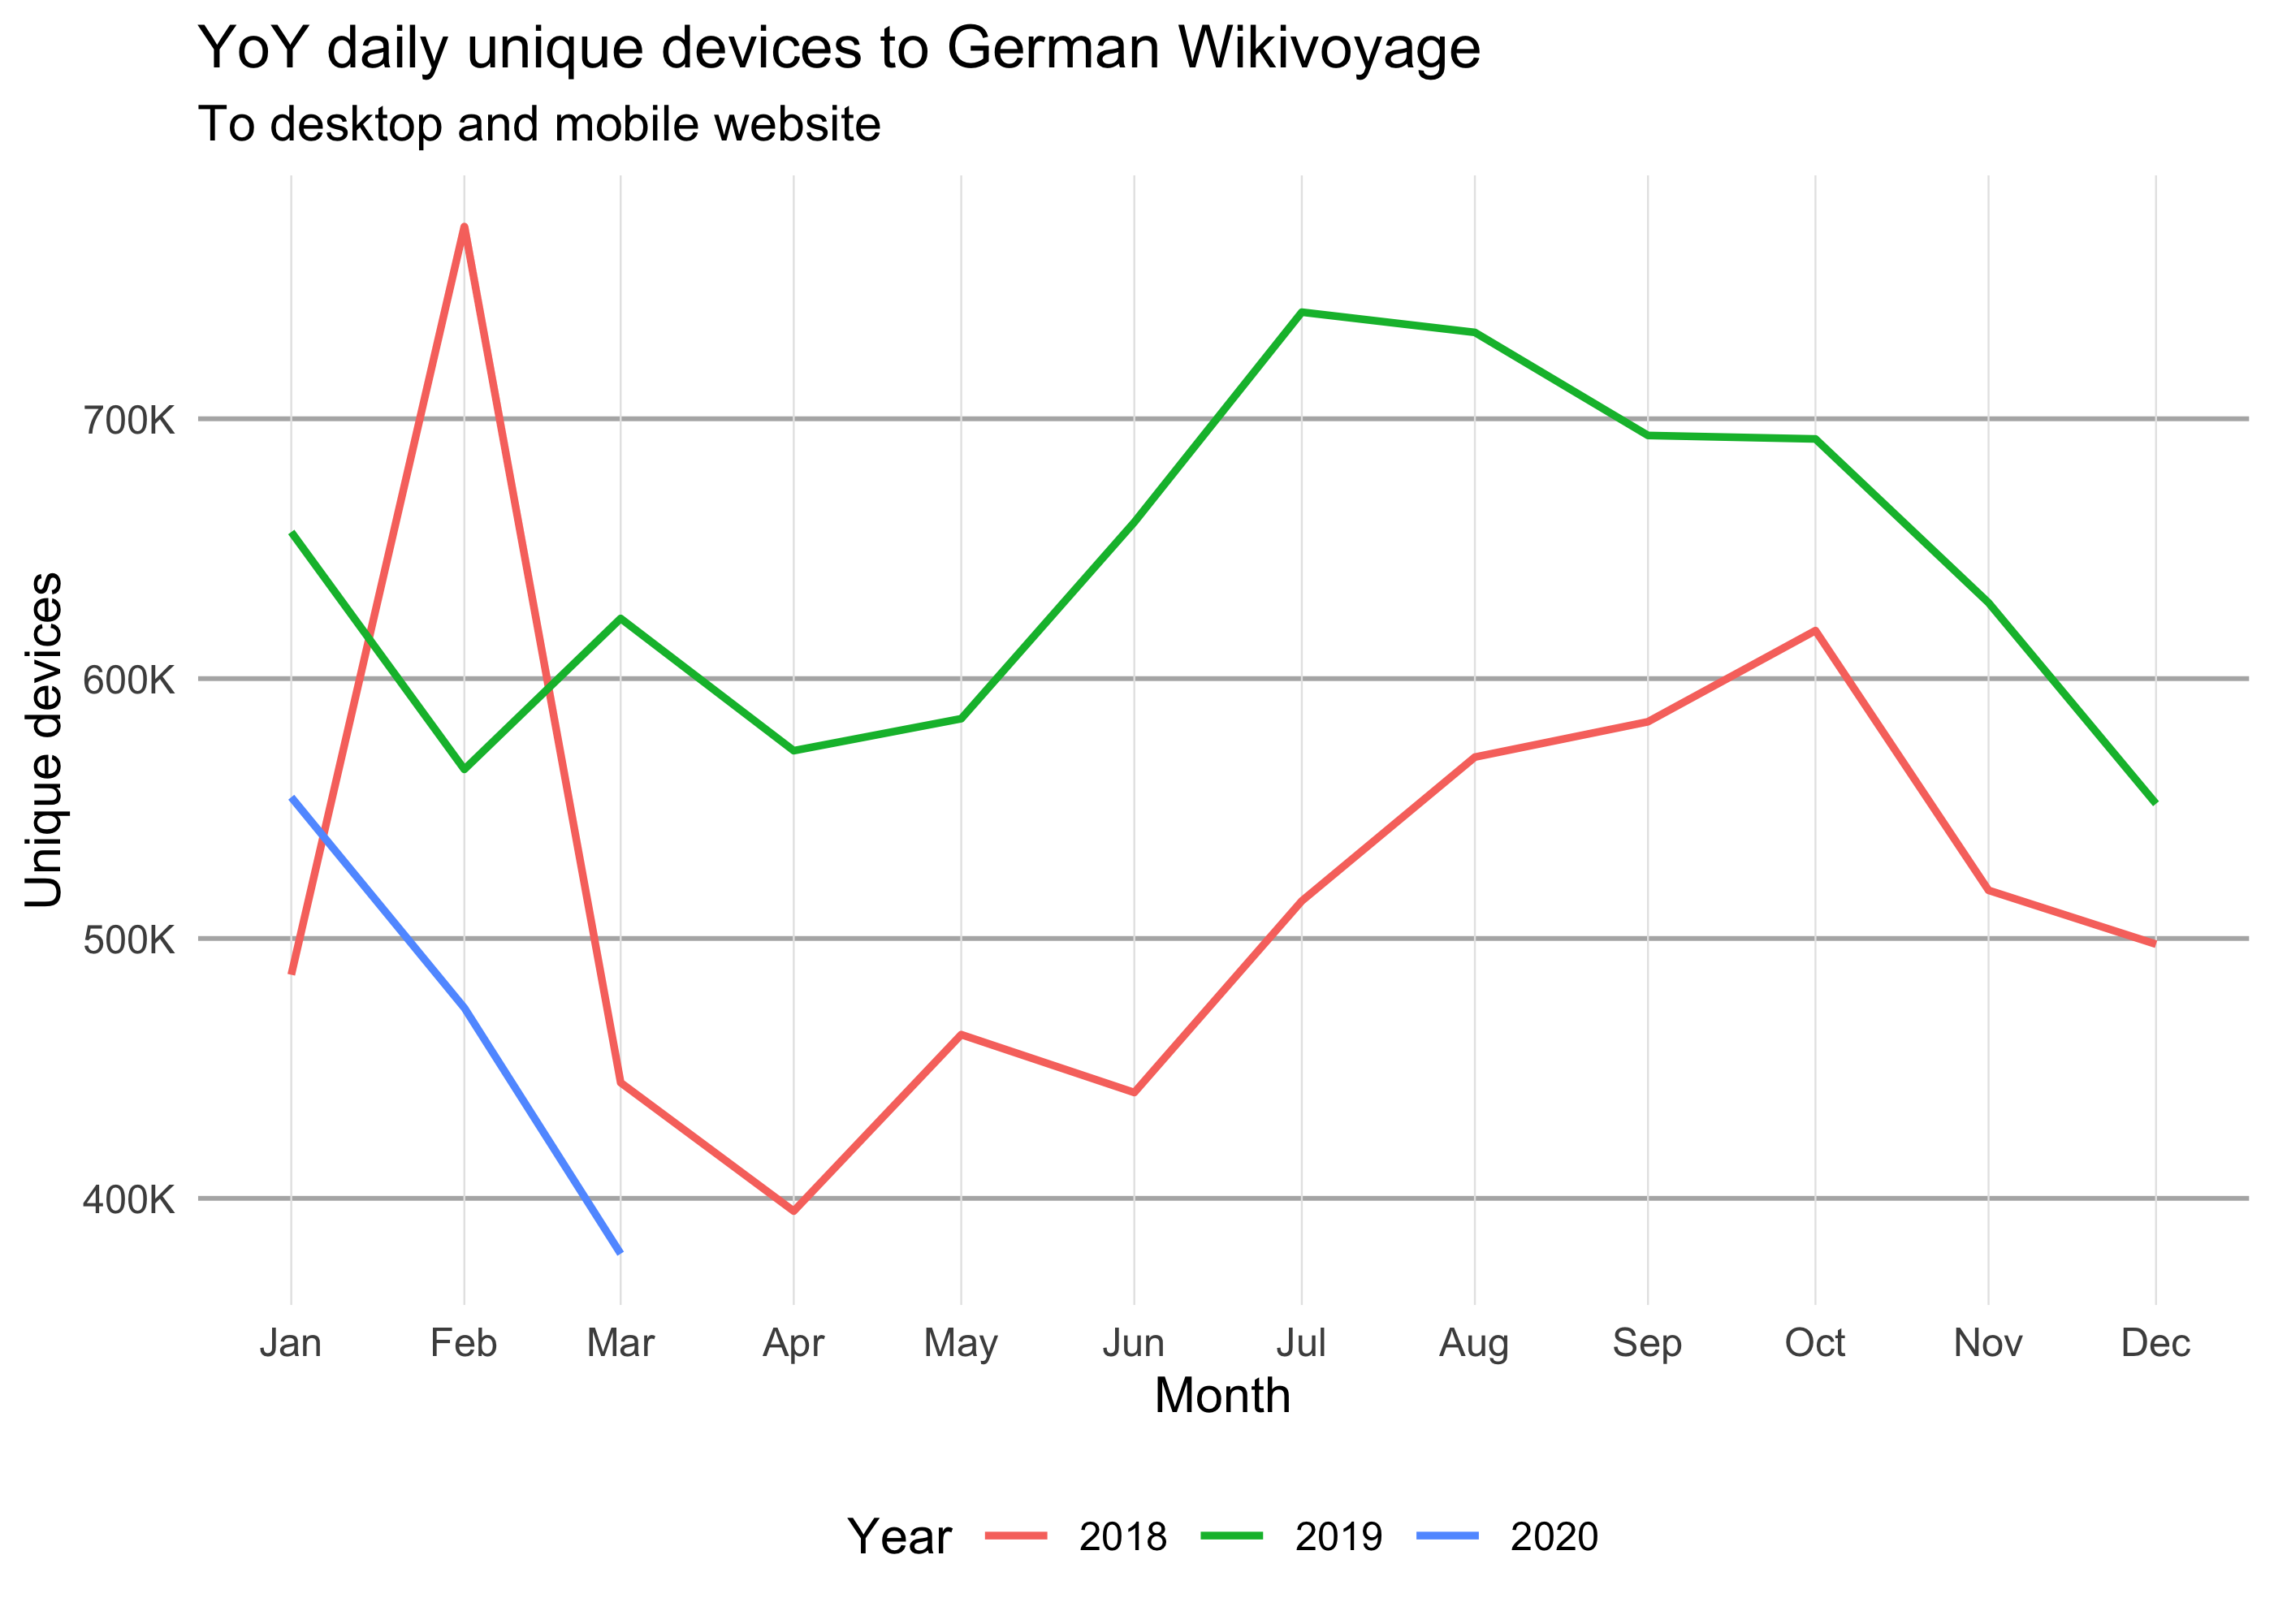 YoY daily unique devices to German Wikivoyage
To desktop and mobile website
Unique devices
700K
600K
500K
400K
Jan Feb Mar Apr May Jun Jul Aug Sep Oct Nov Dec
Month
Year 2018 2019 2020